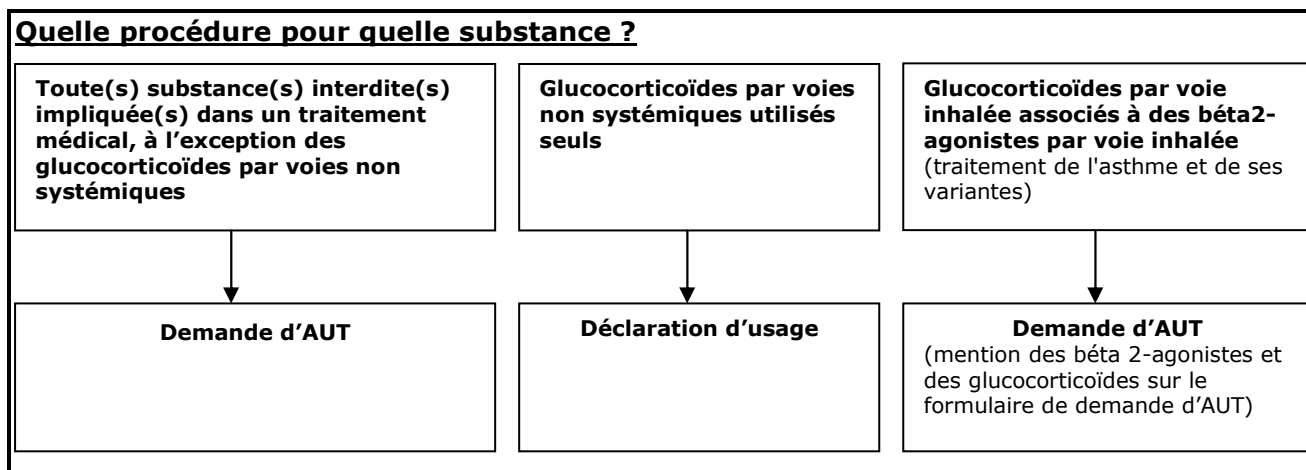 Quelle procédure pour quelle substance ?
Toute(s) substance(s) interdite(s)
impliquée(s) dans un traitement
médical, à l’exception des
glucocorticoïdes par voies non
systémiques
Glucocorticoïdes par voies
non systémiques utilisés
seuls
Glucocorticoïdes par voie
inhalée associés à des béta2-
agonistes par voie inhalée
(traitement de l'asthme et de ses
variantes)
Demande d’AUT
Déclaration d’usage
Demande d’AUT
(mention des béta 2-agonistes et
des glucocorticoïdes sur le
formulaire de demande d’AUT)